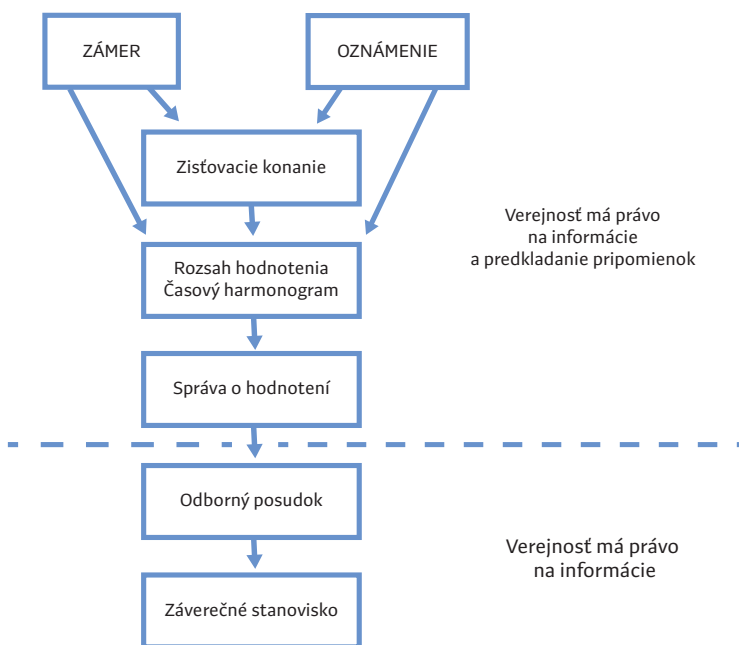 ZÁMER
OZNÁMENIE
Zisťovacie konanie
Verejnosť má právo
na informácie
a predkladanie pripomienok
Rozsah hodnotenia
Časový harmonogram
Správa o hodnotení
Odborný posudok
Verejnosť má právo
na informácie
Záverečné stanovisko